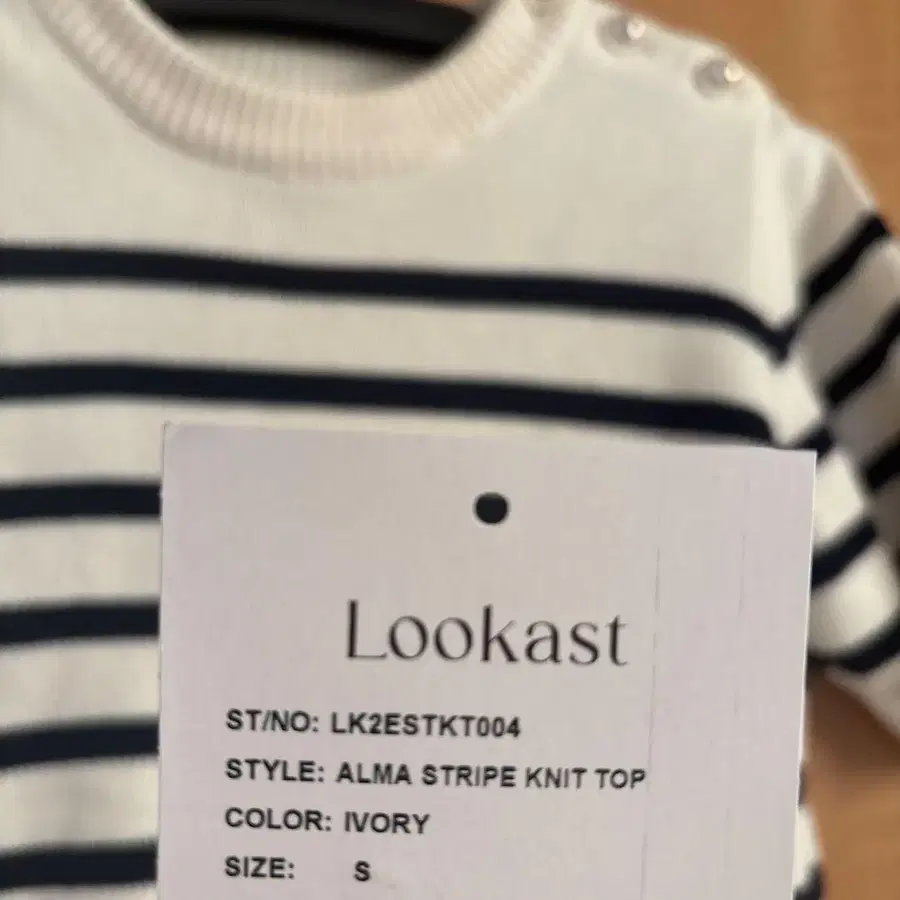 Lookast
ST/NO: LK2ESTKT004
STYLE: ALMA STRIPE KNIT TOP
COLOR: IVORY
SIZE: S